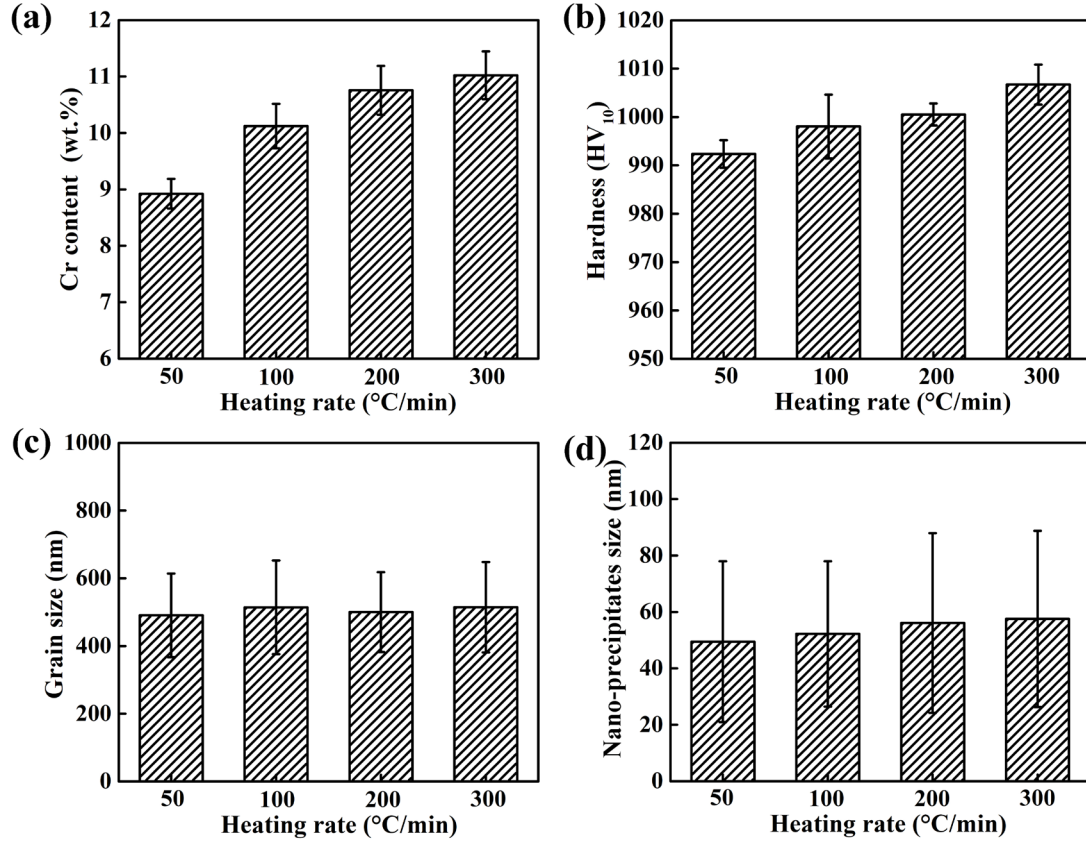 (a)
Cr content (wt.%)
12
11
10
9
8
7
6
50 100 200 300
Heating rate (°C/min)
(b)
Hardness (HV₁₀)
1020
1010
1000
990
980
970
960
950
50 100 200 300
Heating rate (°C/min)
(c)
Grain size (nm)
1000
800
600
400
200
0
50 100 200 300
Heating rate (°C/min)
(d)
Nano-precipitates size (nm)
120
100
80
60
40
20
0
50 100 200 300
Heating rate (°C/min)